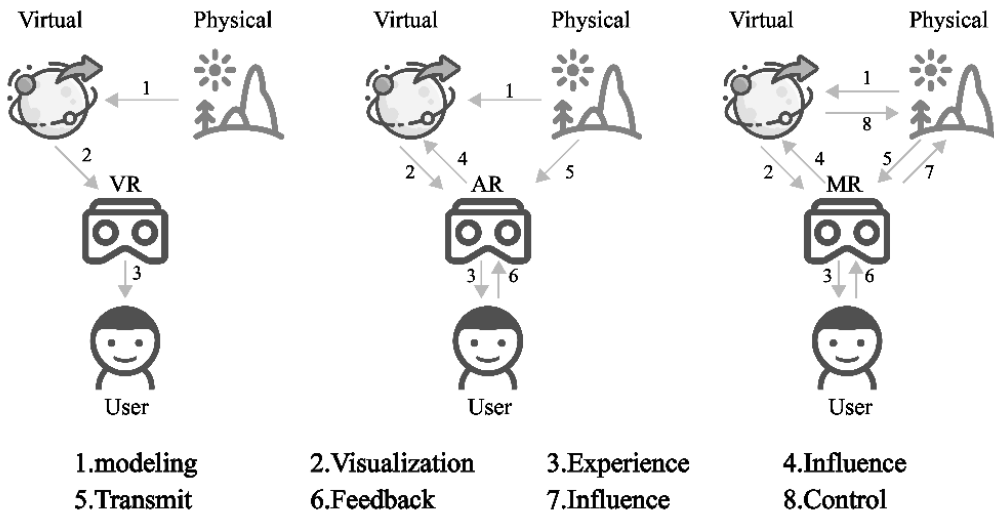 Virtual Physical Virtual Physical Virtual Physical
1 1 1
8
2 2 4 5 2 4 5 7
VR AR MR
3 3 6 3 6
User User User
1.modeling 2.Visualization 3.Experience 4.Influence
5.Transmit 6.Feedback 7.Influence 8.Control